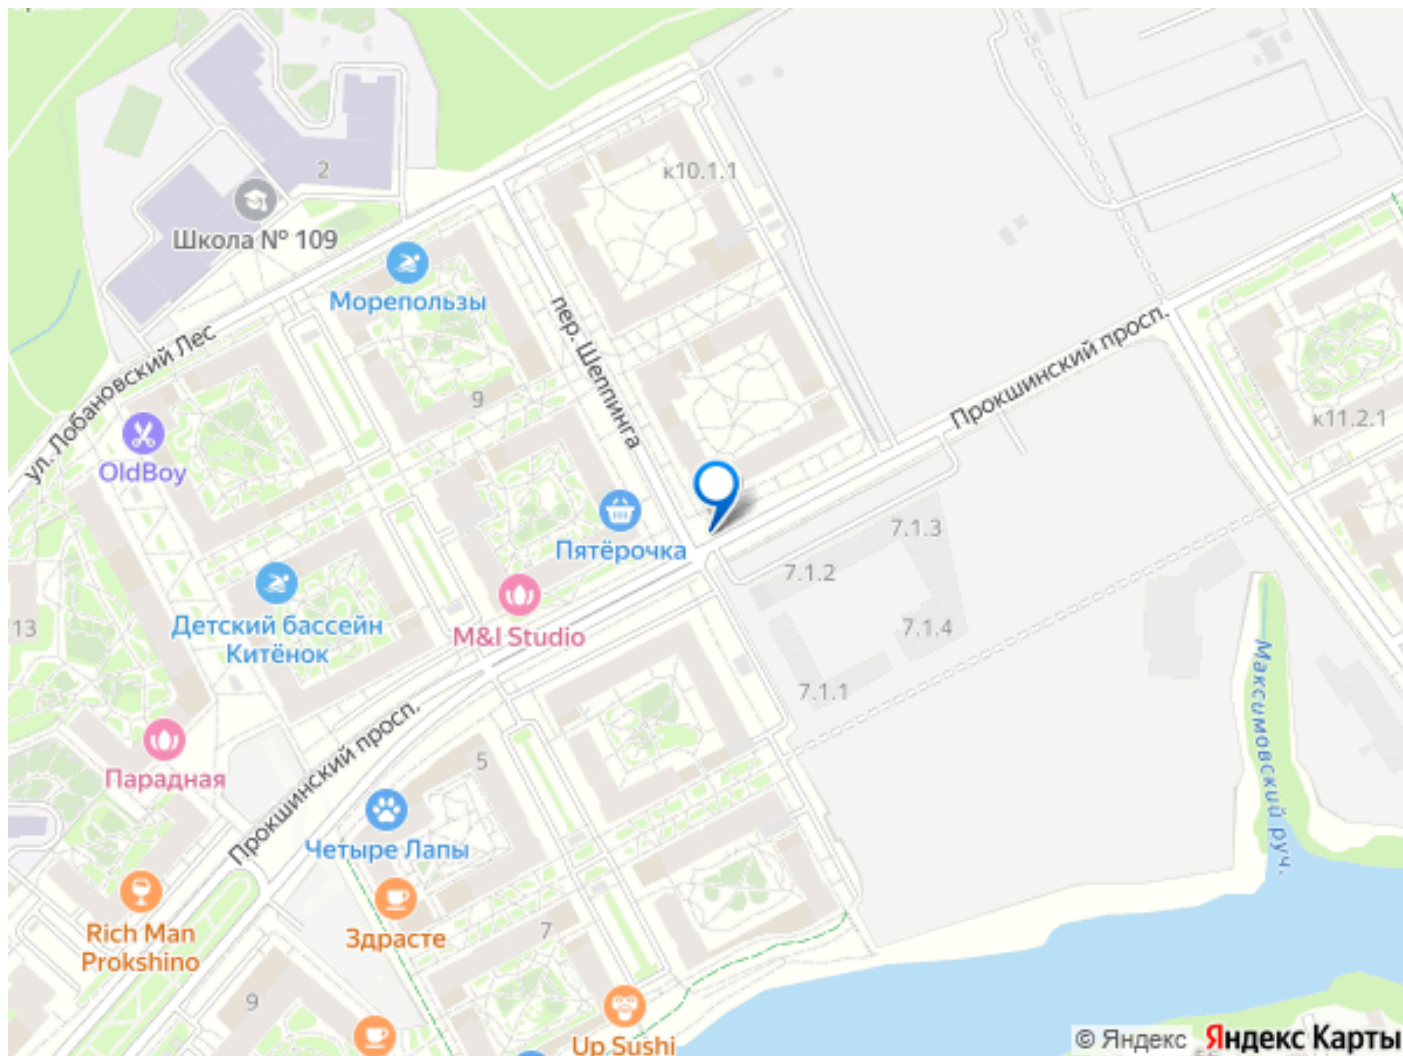 к10.1.1
2
Школа № 109
Морепользы
пер. Шеппинга
ул. Лобановский Лес
9
Прокшинский просп.
к11.2.1
OldBoy
Пятёрочка
7.1.3
7.1.2
Детский бассейн
Китёнок
13
M&I Studio
7.1.4
7.1.1
Максимовский руч.
Парадная
Прокшинский просп.
5
Четыре Лапы
Rich Man
Prokshino
Здрасте
7
9
Up Sushi
© Яндекс Яндекс Карты